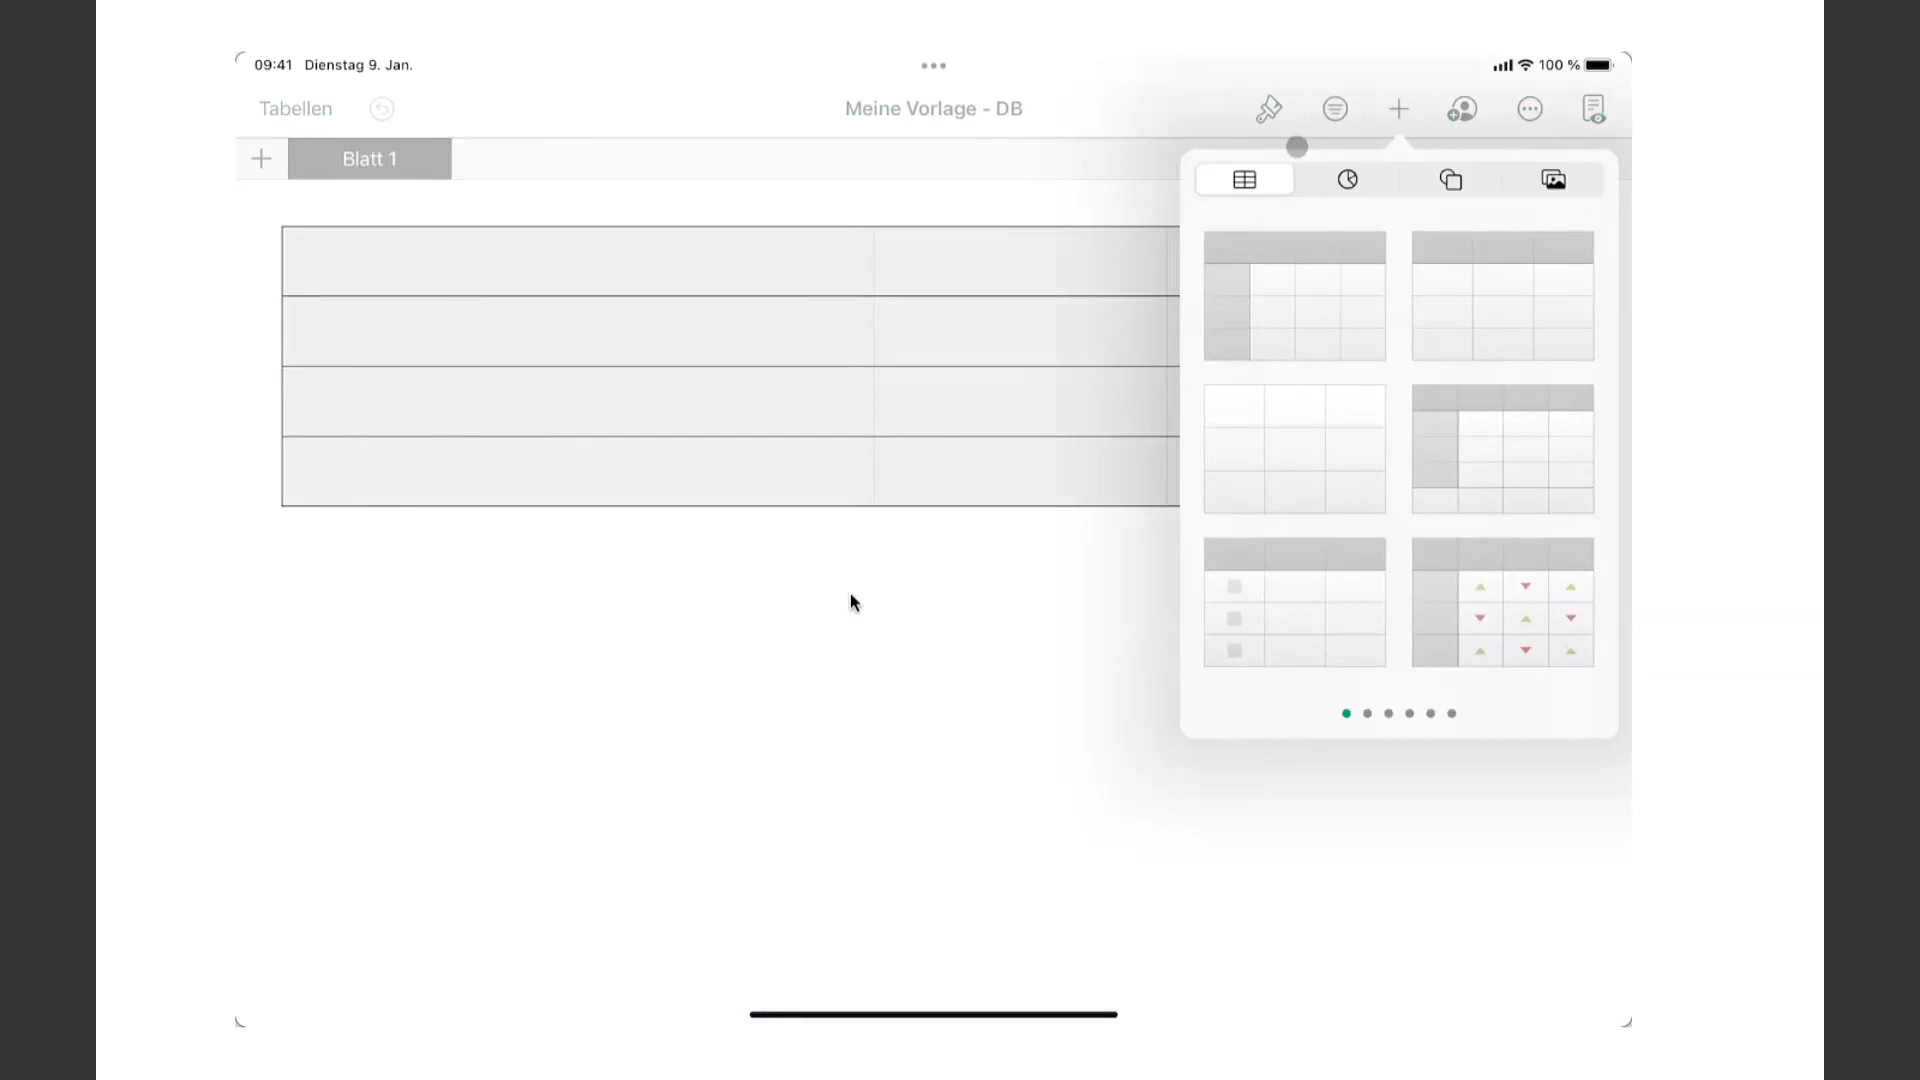 09:41 Dienstag 9. Jan.
100 %
Tabellen
Meine Vorlage - DB
Blatt 1